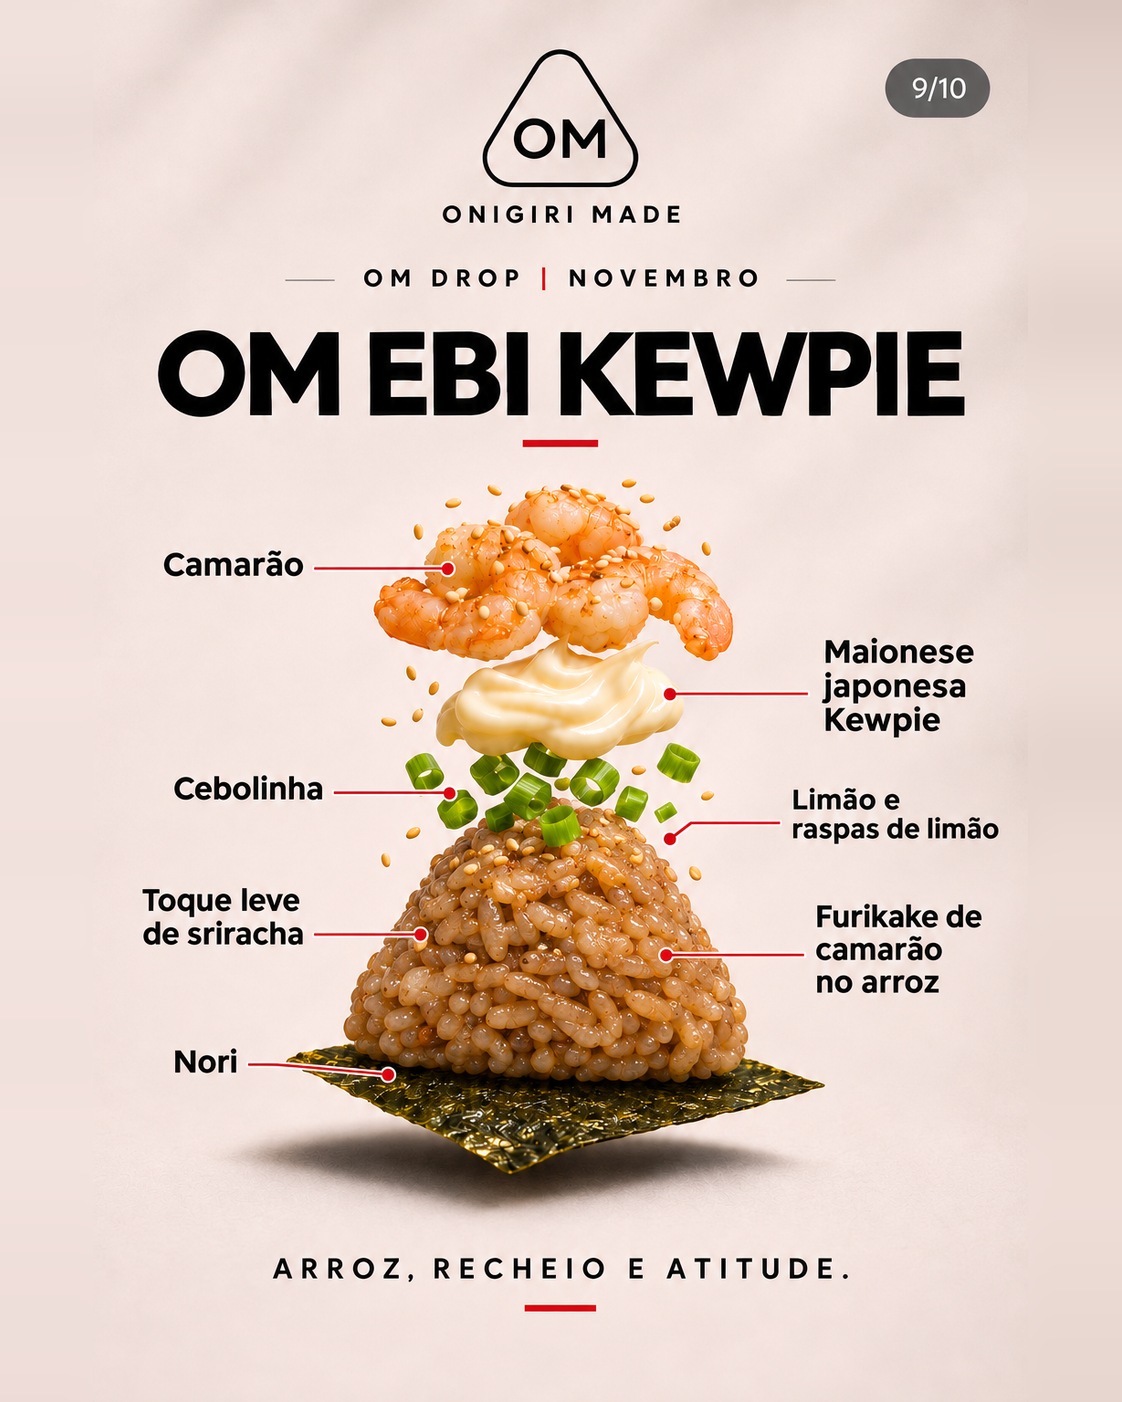 OM
ONIGIRI MADE
9/10
OM DROP | NOVEMBRO
OM EBI KEWPIE
Camarão
Maionese
japonesa
Kewpie
Cebolinha
Limão e
raspas de limão
Toque leve
de sriracha
Furikake de
camarão
no arroz
Nori
ARROZ, RECHEIO E ATITUDE.